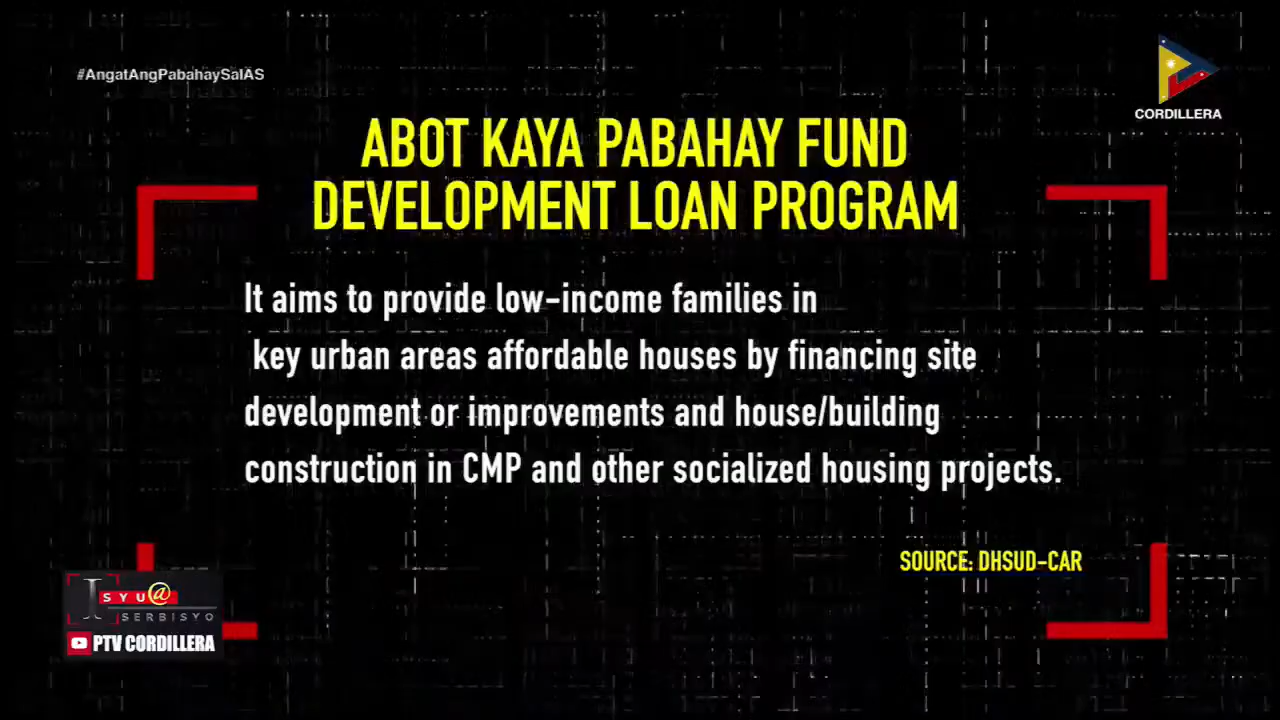 #AngatAngPabahaySaIAS
CORDILLERA
ABOT KAYA PABAHAY FUND
DEVELOPMENT LOAN PROGRAM
It aims to provide low-income families in
key urban areas affordable houses by financing site
development or improvements and house/building
construction in CMP and other socialized housing projects.
SOURCE: DHSUD-CAR
ISYU@
SERBISYO
PTV CORDILLERA